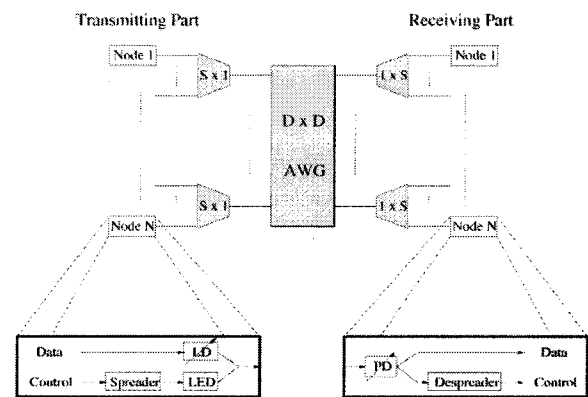 Transmitting Part Receiving Part
Node 1 S x 1 1 x S Node 1
D x D
AWG
S x 1 1 x S
Node N Node N
Data LD PD Data
Control Spreader LED Despreader Control